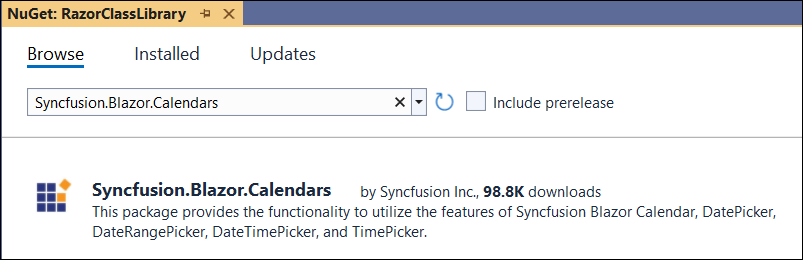 NuGet: RazorClassLibrary
Browse Installed Updates
Syncfusion.Blazor.Calendars Include prerelease
Syncfusion.Blazor.Calendars by Syncfusion Inc., 98.8K downloads
This package provides the functionality to utilize the features of Syncfusion Blazor Calendar, DatePicker,
DateRangePicker, DateTimePicker, and TimePicker.